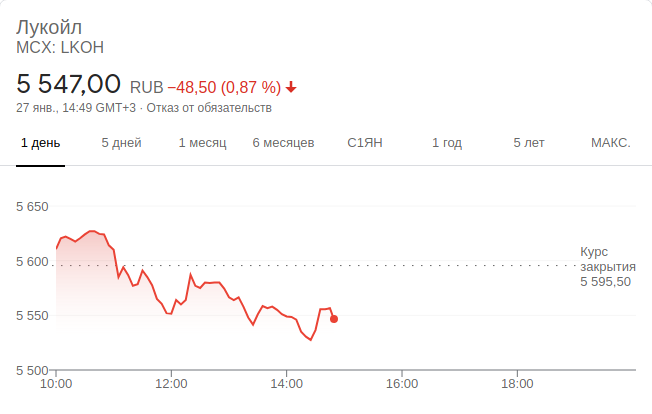 Лукойл
MCX: LKOH
5 547,00 RUB −48,50 (0,87 %)
27 янв., 14:49 GMT+3 · Отказ от обязательств
1 день 5 дней 1 месяц 6 месяцев С1ЯН 1 год 5 лет МАКС.
5 650
5 600
5 550
5 500
Курс
закрытия
5 595,50
10:00 12:00 14:00 16:00 18:00